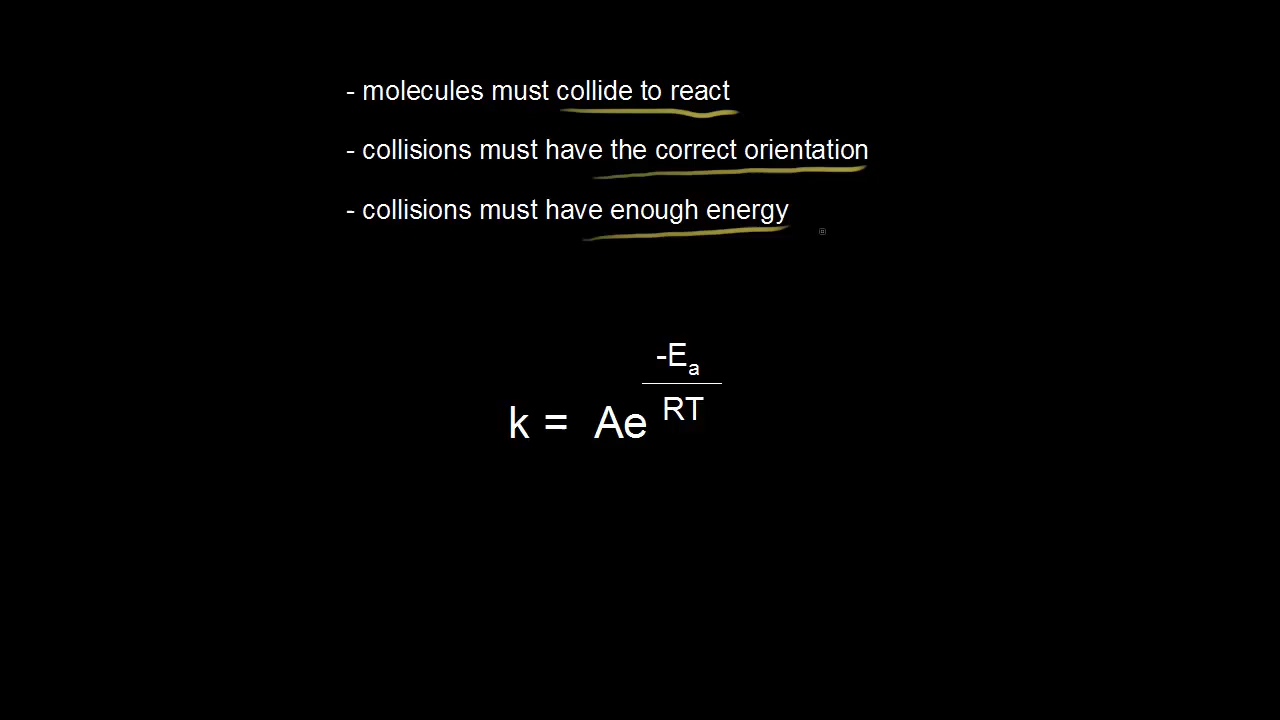 - molecules must collide to react
- collisions must have the correct orientation
- collisions must have enough energy
-Ea
RT
k = Ae